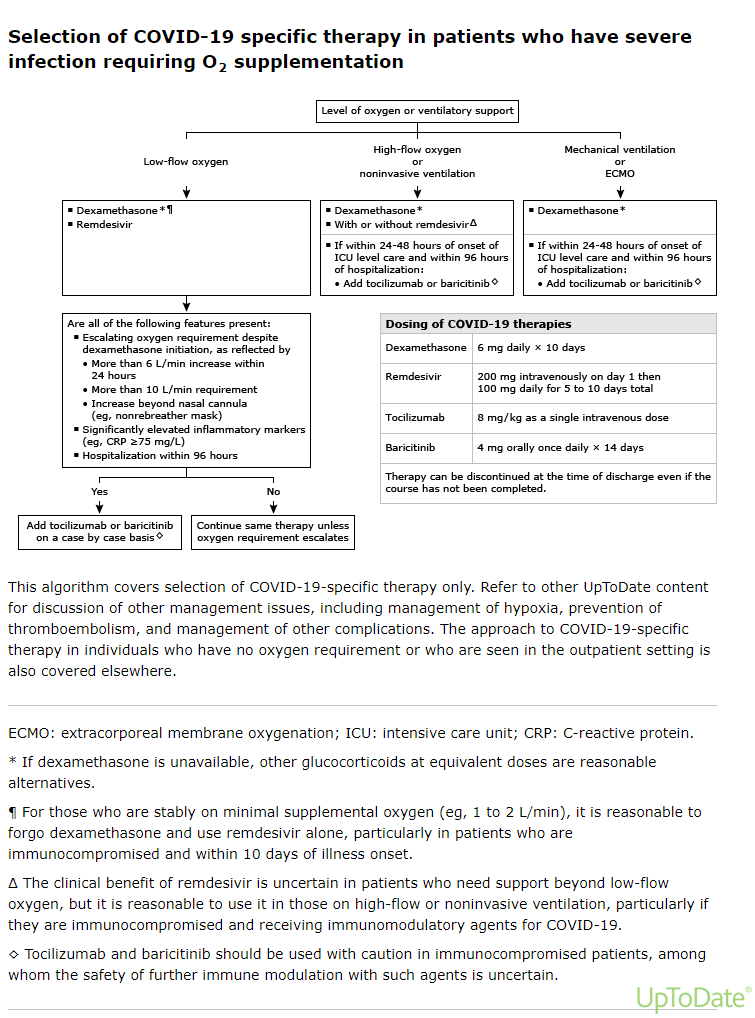 Selection of COVID-19 specific therapy in patients who have severe
infection requiring O₂ supplementation
Level of oxygen or ventilatory support
Low-flow oxygen
High-flow oxygen
or
noninvasive ventilation
Mechanical ventilation
or
ECMO
▪ Dexamethasone*¶
▪ Remdesivir
▪ Dexamethasone*
▪ With or without remdesivirΔ
▪ If within 24-48 hours of onset of
ICU level care and within 96 hours
of hospitalization:
• Add tocilizumab or baricitinib◇
▪ Dexamethasone*
▪ If within 24-48 hours of onset of
ICU level care and within 96 hours
of hospitalization:
• Add tocilizumab or baricitinib◇
Are all of the following features present:
▪ Escalating oxygen requirement despite
dexamethasone initiation, as reflected by
• More than 6 L/min increase within
24 hours
• More than 10 L/min requirement
• Increase beyond nasal cannula
(eg, nonrebreather mask)
▪ Significantly elevated inflammatory markers
(eg, CRP ≥75 mg/L)
▪ Hospitalization within 96 hours
Yes
No
Add tocilizumab or baricitinib
on a case by case basis◇
Continue same therapy unless
oxygen requirement escalates
Dosing of COVID-19 therapies
Dexamethasone 6 mg daily × 10 days
Remdesivir 200 mg intravenously on day 1 then
100 mg daily for 5 to 10 days total
Tocilizumab 8 mg/kg as a single intravenous dose
Baricitinib 4 mg orally once daily × 14 days
Therapy can be discontinued at the time of discharge even if the
course has not been completed.
This algorithm covers selection of COVID-19-specific therapy only. Refer to other UpToDate content
for discussion of other management issues, including management of hypoxia, prevention of
thromboembolism, and management of other complications. The approach to COVID-19-specific
therapy in individuals who have no oxygen requirement or who are seen in the outpatient setting is
also covered elsewhere.
ECMO: extracorporeal membrane oxygenation; ICU: intensive care unit; CRP: C-reactive protein.
* If dexamethasone is unavailable, other glucocorticoids at equivalent doses are reasonable
alternatives.
¶ For those who are stably on minimal supplemental oxygen (eg, 1 to 2 L/min), it is reasonable to
forgo dexamethasone and use remdesivir alone, particularly in patients who are
immunocompromised and within 10 days of illness onset.
Δ The clinical benefit of remdesivir is uncertain in patients who need support beyond low-flow
oxygen, but it is reasonable to use it in those on high-flow or noninvasive ventilation, particularly if
they are immunocompromised and receiving immunomodulatory agents for COVID-19.
◇ Tocilizumab and baricitinib should be used with caution in immunocompromised patients, among
whom the safety of further immune modulation with such agents is uncertain.
UpToDate®